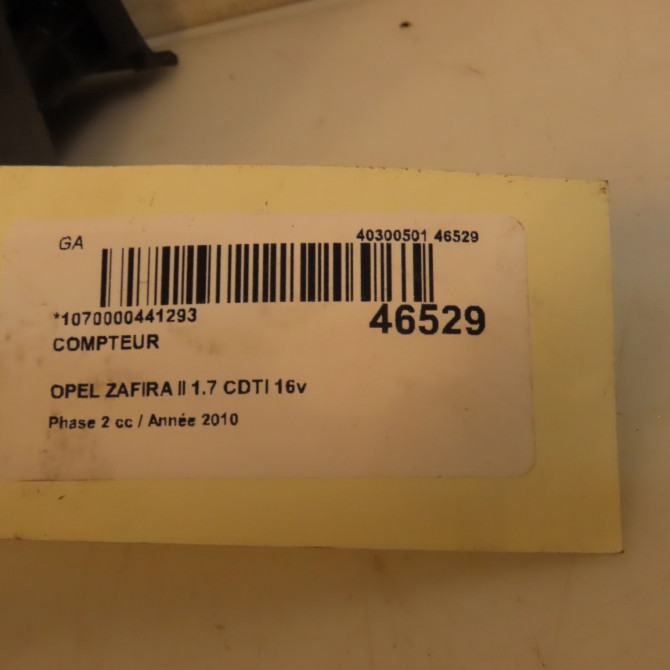 GA
40300501 46529
*1070000441293
46529
COMPTEUR
OPEL ZAFIRA II 1.7 CDTI 16v
Phase 2 cc / Année 2010